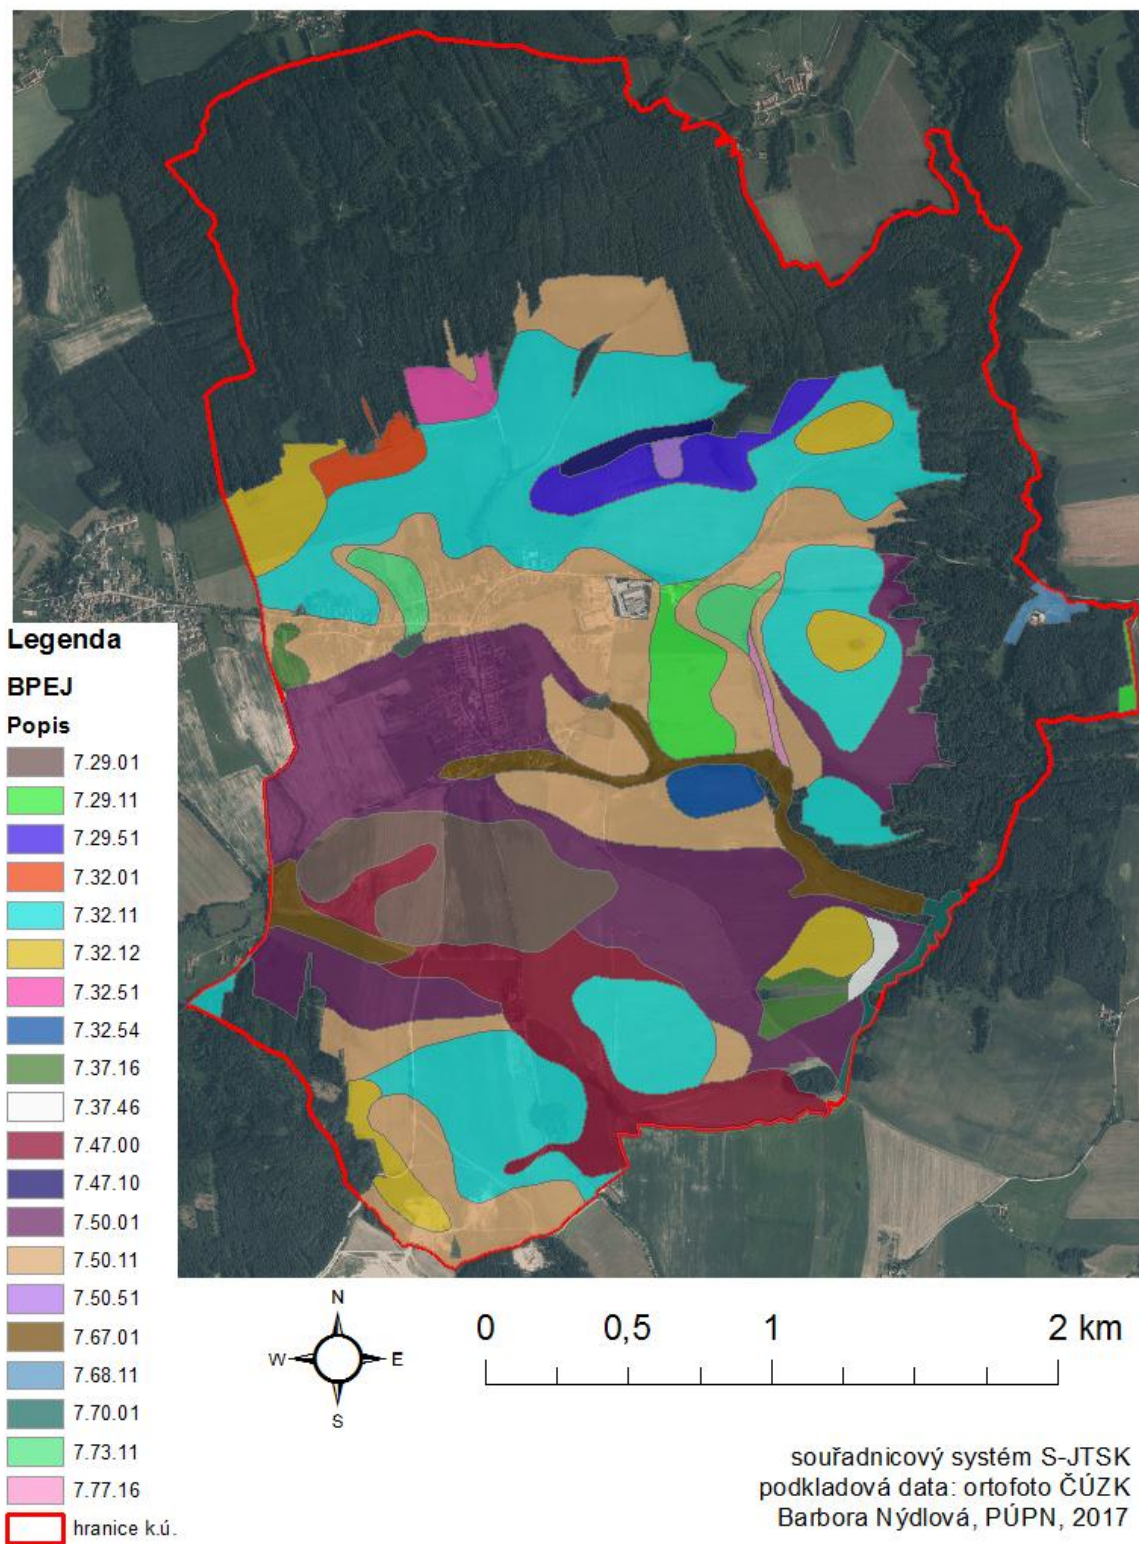 Legenda
BPEJ
Popis
7.29.01
7.29.11
7.29.51
7.32.01
7.32.11
7.32.12
7.32.51
7.32.54
7.37.16
7.37.46
7.47.00
7.47.10
7.50.01
7.50.11
7.50.51
7.67.01
7.68.11
7.70.01
7.73.11
7.77.16
hranice k.ú.
N
W E
S
0 0,5 1 2 km
souřadnicový systém S-JTSK
podkladová data: ortofoto ČÚZK
Barbora Nýdlová, PÚPN, 2017